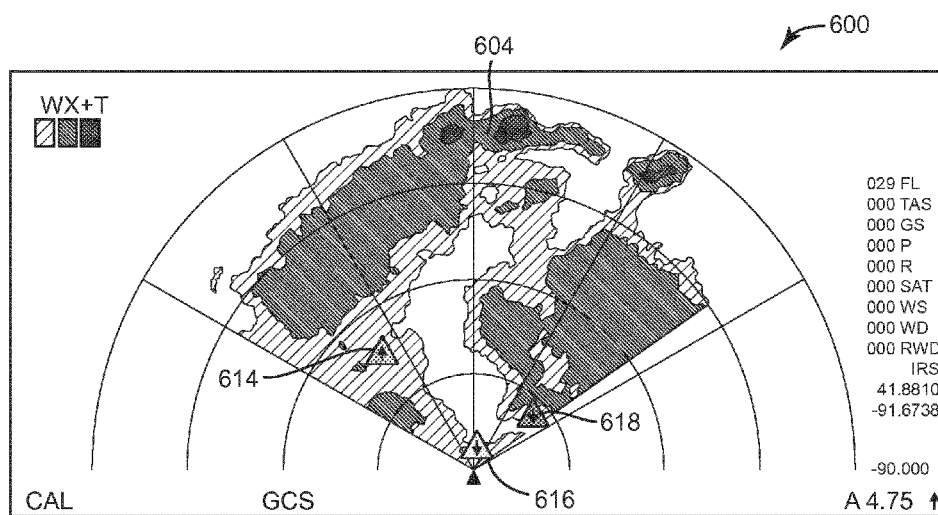 600
604
WX+T
029 FL
000 TAS
000 GS
000 P
000 R
000 SAT
000 WS
000 WD
000 RWD
IRS
41.8810
-91.6738
614
618
-90.000
CAL GCS 616 A 4.75 ↑